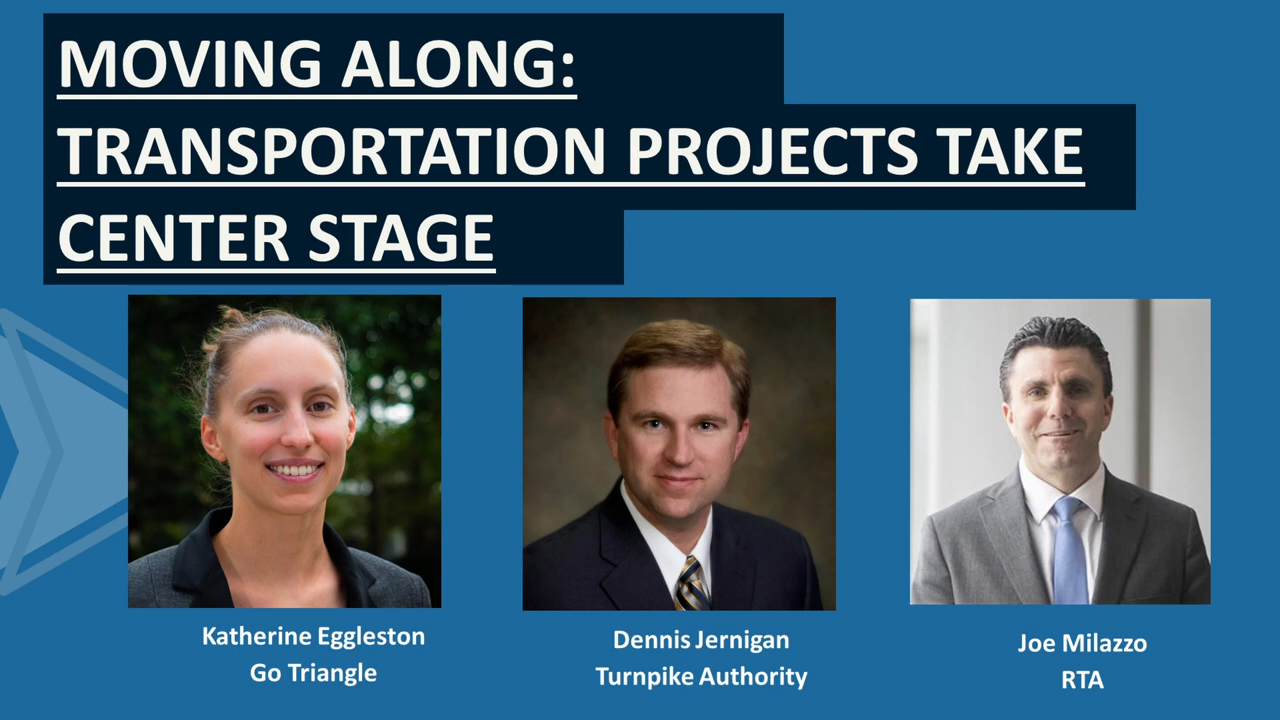 MOVING ALONG:
TRANSPORTATION PROJECTS TAKE
CENTER STAGE
Katherine Eggleston
Go Triangle
Dennis Jernigan
Turnpike Authority
Joe Milazzo
RTA